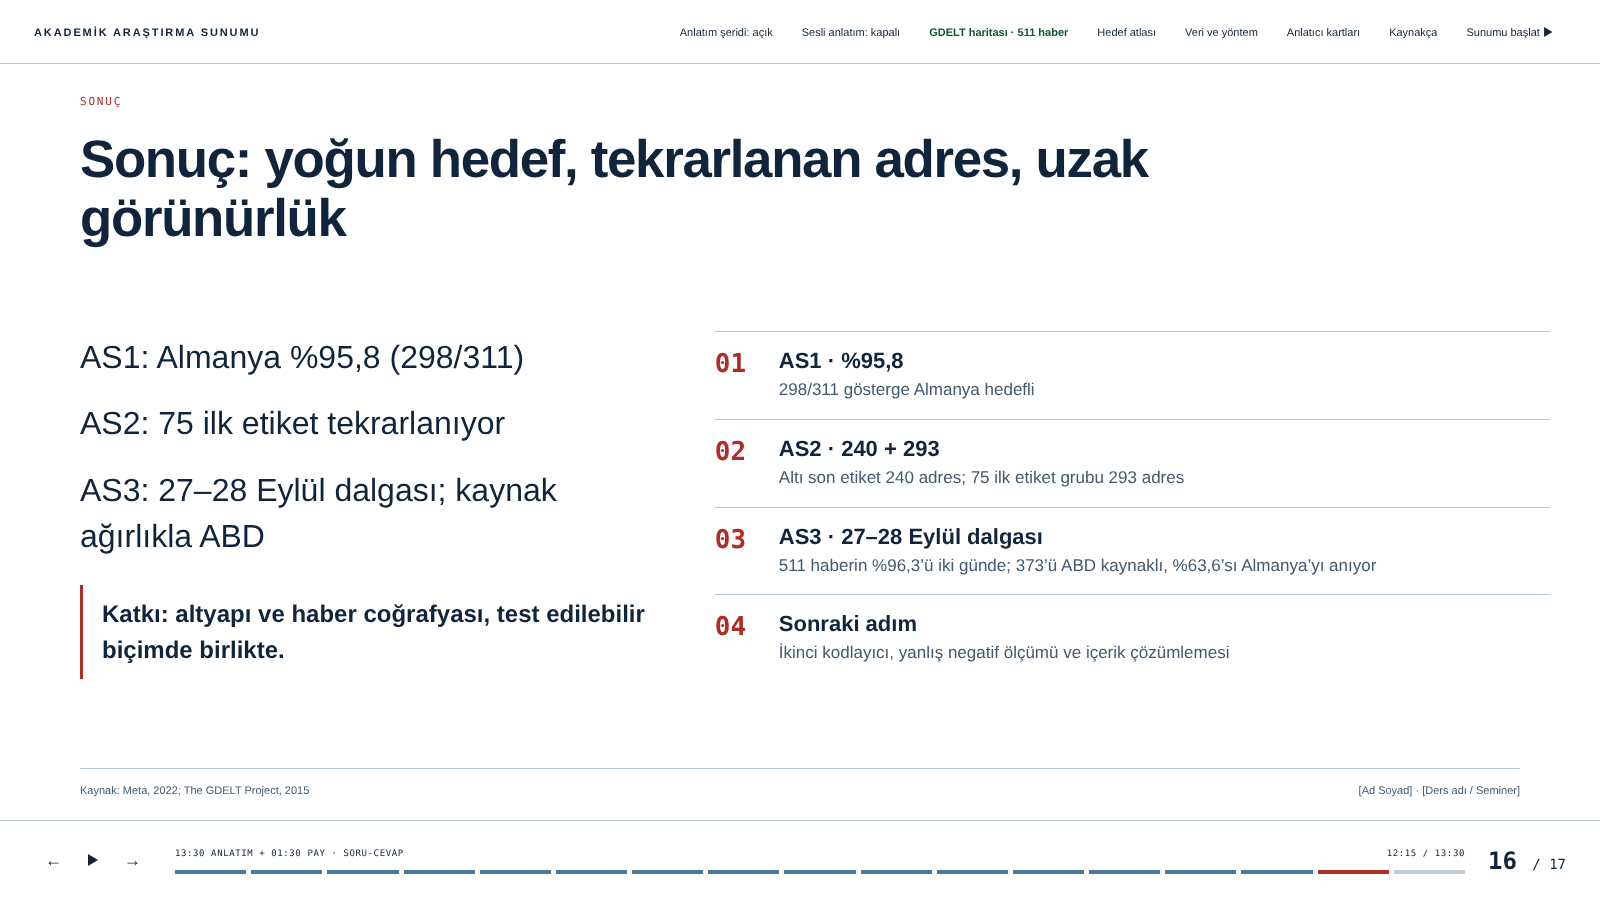 AKADEMİK ARAŞTIRMA SUNUMU
Anlatım şeridi: açık
Sesli anlatım: kapalı
GDELT haritası · 511 haber
Hedef atlası
Veri ve yöntem
Anlatıcı kartları
Kaynakça
Sunumu başlat ▶
SONUÇ
Sonuç: yoğun hedef, tekrarlanan adres, uzak
görünürlük
AS1: Almanya %95,8 (298/311)
AS2: 75 ilk etiket tekrarlanıyor
AS3: 27–28 Eylül dalgası; kaynak
ağırlıkla ABD
Katkı: altyapı ve haber coğrafyası, test edilebilir
biçimde birlikte.
01
AS1 · %95,8
298/311 gösterge Almanya hedefli
02
AS2 · 240 + 293
Altı son etiket 240 adres; 75 ilk etiket grubu 293 adres
03
AS3 · 27–28 Eylül dalgası
511 haberin %96,3’ü iki günde; 373’ü ABD kaynaklı, %63,6’sı Almanya’yı anıyor
04
Sonraki adım
İkinci kodlayıcı, yanlış negatif ölçümü ve içerik çözümlemesi
Kaynak: Meta, 2022; The GDELT Project, 2015
[Ad Soyad] · [Ders adı / Seminer]
← ▶ →
13:30 ANLATIM + 01:30 PAY · SORU-CEVAP
12:15 / 13:30
16 / 17